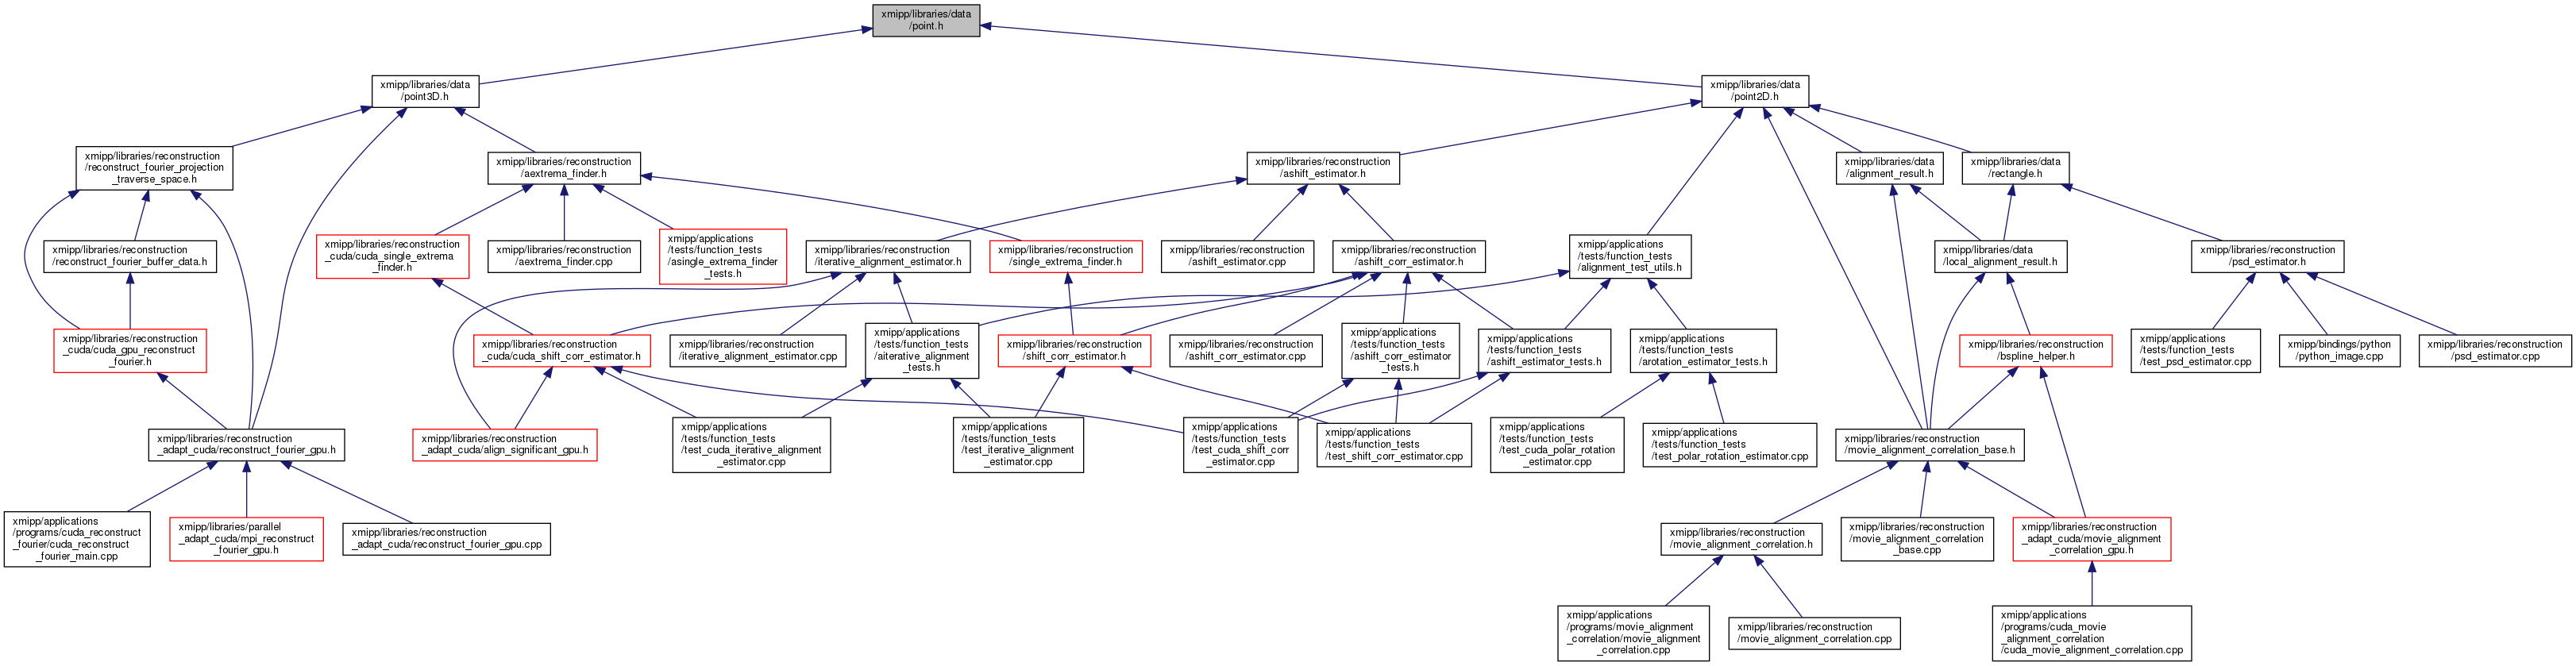 xmipp/libraries/data
/point.h
xmipp/libraries/data
/point3D.h
xmipp/libraries/data
/point2D.h
xmipp/libraries/reconstruction
/reconstruct_fourier_projection
_traverse_space.h
xmipp/libraries/reconstruction
/aextrema_finder.h
xmipp/libraries/reconstruction
/ashift_estimator.h
xmipp/libraries/data
/alignment_result.h
xmipp/libraries/data
/rectangle.h
xmipp/libraries/reconstruction
/reconstruct_fourier_buffer_data.h
xmipp/libraries/reconstruction
_cuda/cuda_single_extrema
_finder.h
xmipp/libraries/reconstruction
/aextrema_finder.cpp
xmipp/applications
/tests/function_tests
/asingle_extrema_finder
_tests.h
xmipp/libraries/reconstruction
/iterative_alignment_estimator.h
xmipp/libraries/reconstruction
/single_extrema_finder.h
xmipp/libraries/reconstruction
/ashift_estimator.cpp
xmipp/libraries/reconstruction
/ashift_corr_estimator.h
xmipp/applications
/tests/function_tests
/alignment_test_utils.h
xmipp/libraries/data
/local_alignment_result.h
xmipp/libraries/reconstruction
/psd_estimator.h
xmipp/libraries/reconstruction
_cuda/cuda_gpu_reconstruct
_fourier.h
xmipp/libraries/reconstruction
_cuda/cuda_shift_corr_estimator.h
xmipp/libraries/reconstruction
/iterative_alignment_estimator.cpp
xmipp/applications
/tests/function_tests
/aiterative_alignment
_tests.h
xmipp/libraries/reconstruction
/shift_corr_estimator.h
xmipp/libraries/reconstruction
/ashift_corr_estimator.cpp
xmipp/applications
/tests/function_tests
/ashift_corr_estimator
_tests.h
xmipp/applications
/tests/function_tests
/ashift_estimator_tests.h
xmipp/applications
/tests/function_tests
/arotation_estimator_tests.h
xmipp/libraries/reconstruction
/bspline_helper.h
xmipp/applications
/tests/function_tests
/test_psd_estimator.cpp
xmipp/bindings/python
/python_image.cpp
xmipp/libraries/reconstruction
/psd_estimator.cpp
xmipp/libraries/reconstruction
_adapt_cuda/reconstruct_fourier_gpu.h
xmipp/libraries/reconstruction
_adapt_cuda/align_significant_gpu.h
xmipp/applications
/tests/function_tests
/test_cuda_iterative_alignment
_estimator.cpp
xmipp/applications
/tests/function_tests
/test_iterative_alignment
_estimator.cpp
xmipp/applications
/tests/function_tests
/test_cuda_shift_corr
_estimator.cpp
xmipp/applications
/tests/function_tests
/test_shift_corr_estimator.cpp
xmipp/applications
/tests/function_tests
/test_cuda_polar_rotation
_estimator.cpp
xmipp/applications
/tests/function_tests
/test_polar_rotation_estimator.cpp
xmipp/libraries/reconstruction
/movie_alignment_correlation_base.h
xmipp/applications
/programs/cuda_reconstruct
_fourier/cuda_reconstruct
_fourier_main.cpp
xmipp/libraries/parallel
_adapt_cuda/mpi_reconstruct
_fourier_gpu.h
xmipp/libraries/reconstruction
_adapt_cuda/reconstruct_fourier_gpu.cpp
xmipp/libraries/reconstruction
/movie_alignment_correlation.h
xmipp/libraries/reconstruction
/movie_alignment_correlation
_base.cpp
xmipp/libraries/reconstruction
_adapt_cuda/movie_alignment
_correlation_gpu.h
xmipp/applications
/programs/movie_alignment
_correlation/movie_alignment
_correlation.cpp
xmipp/libraries/reconstruction
/movie_alignment_correlation.cpp
xmipp/applications
/programs/cuda_movie
_alignment_correlation
/cuda_movie_alignment_correlation.cpp